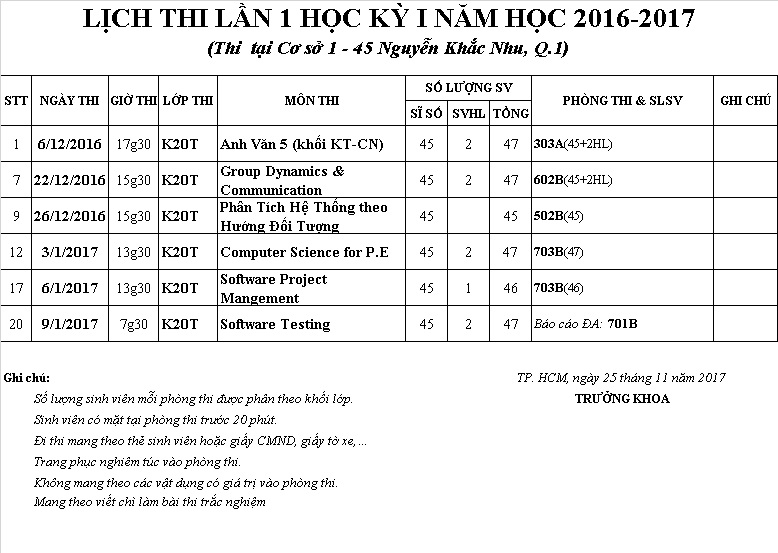 LỊCH THI LẦN 1 HỌC KỲ I NĂM HỌC 2016-2017
(Thi tại Cơ sở 1 - 45 Nguyễn Khắc Nhu, Q.1)
STT NGÀY THI GIỜ THI LỚP THI MÔN THI SỐ LƯỢNG SV PHÒNG THI & SLSV GHI CHÚ
SĨ SỐ SVHL TỔNG
1 6/12/2016 17g30 K20T Anh Văn 5 (khối KT-CN) 45 2 47 303A(45+2HL)
7 22/12/2016 15g30 K20T Group Dynamics & Communication 45 2 47 602B(45+2HL)
9 26/12/2016 15g30 K20T Phân Tích Hệ Thống theo Hướng Đối Tượng 45 45 502B(45)
12 3/1/2017 13g30 K20T Computer Science for P.E 45 2 47 703B(47)
17 6/1/2017 13g30 K20T Software Project Mangement 45 1 46 703B(46)
20 9/1/2017 7g30 K20T Software Testing 45 2 47 Báo cáo ĐA: 701B
Ghi chú: TP. HCM, ngày 25 tháng 11 năm 2017
Số lượng sinh viên mỗi phòng thi được phân theo khối lớp. TRƯỞNG KHOA
Sinh viên có mặt tại phòng thi trước 20 phút.
Đi thi mang theo thẻ sinh viên hoặc giấy CMND, giấy tờ xe,...
Trang phục nghiêm túc vào phòng thi.
Không mang theo các vật dụng có giá trị vào phòng thi.
Mang theo viết chì làm bài thi trắc nghiệm